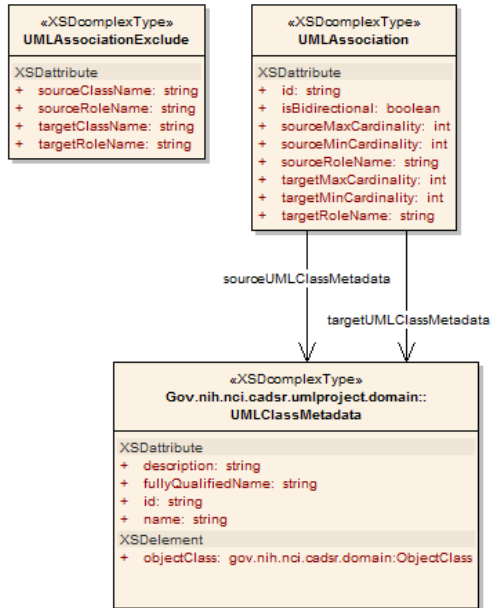 «XSDcomplexType»
UMLAssociationExclude
XSDattribute
+ sourceClassName: string
+ sourceRoleName: string
+ targetClassName: string
+ targetRoleName: string
«XSDcomplexType»
UMLAssociation
XSDattribute
+ id: string
+ isBidirectional: boolean
+ sourceMaxCardinality: int
+ sourceMinCardinality: int
+ sourceRoleName: string
+ targetMaxCardinality: int
+ targetMinCardinality: int
+ targetRoleName: string
sourceUMLClassMetadata
targetUMLClassMetadata
«XSDcomplexType»
Gov.nih.nci.cadsr.umlproject.domain::
UMLClassMetadata
XSDattribute
+ description: string
+ fullyQualifiedName: string
+ id: string
+ name: string
XSDelement
+ objectClass: gov.nih.nci.cadsr.domain:ObjectClass